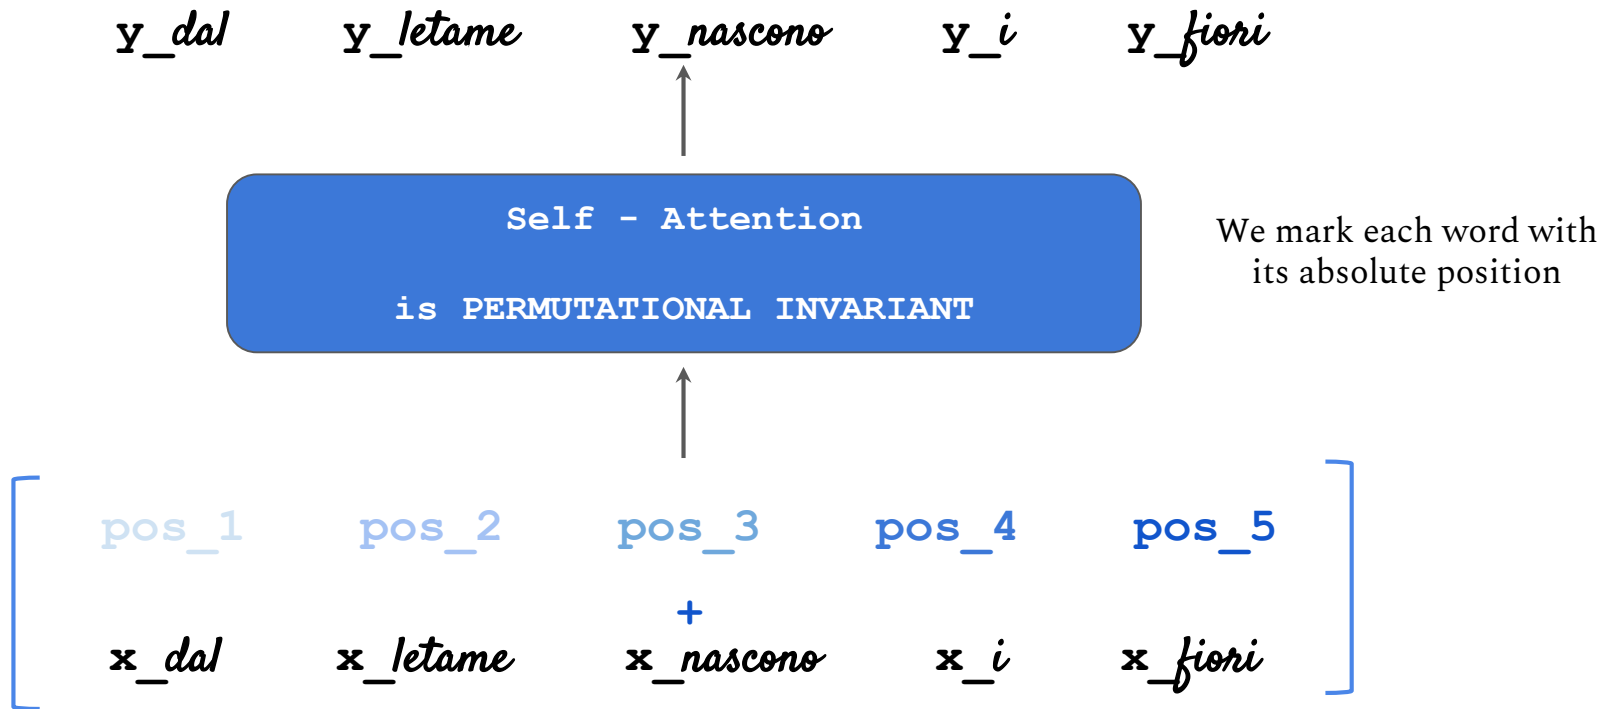 y_dal y_letame y_nascono y_i y_fiori
Self - Attention
is PERMUTATIONAL INVARIANT
We mark each word with
its absolute position
pos_1 pos_2 pos_3 pos_4 pos_5
+
x_dal x_letame x_nascono x_i x_fiori